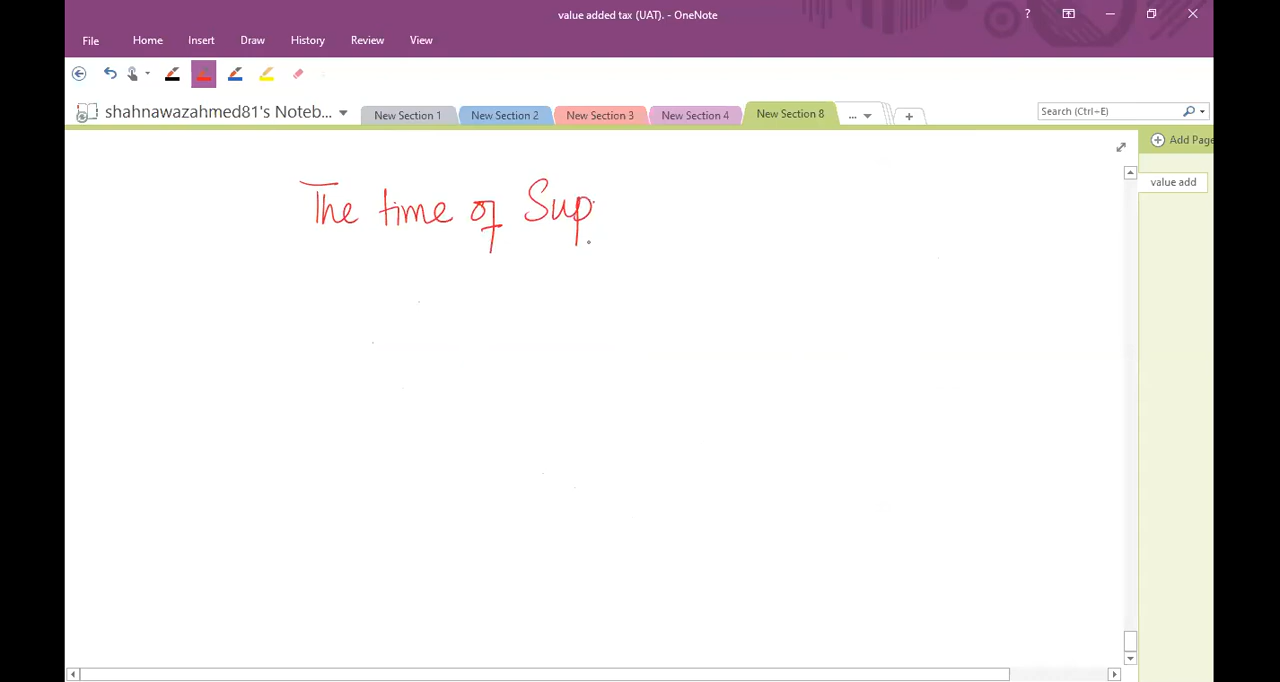 value added tax (UAT). - OneNote
?
File Home Insert Draw History Review View
shahnawazahmed81's Noteb... New Section 1 New Section 2 New Section 3 New Section 4 New Section 8 ... + Search (Ctrl+E)
Add Page
value add
The time of Sup